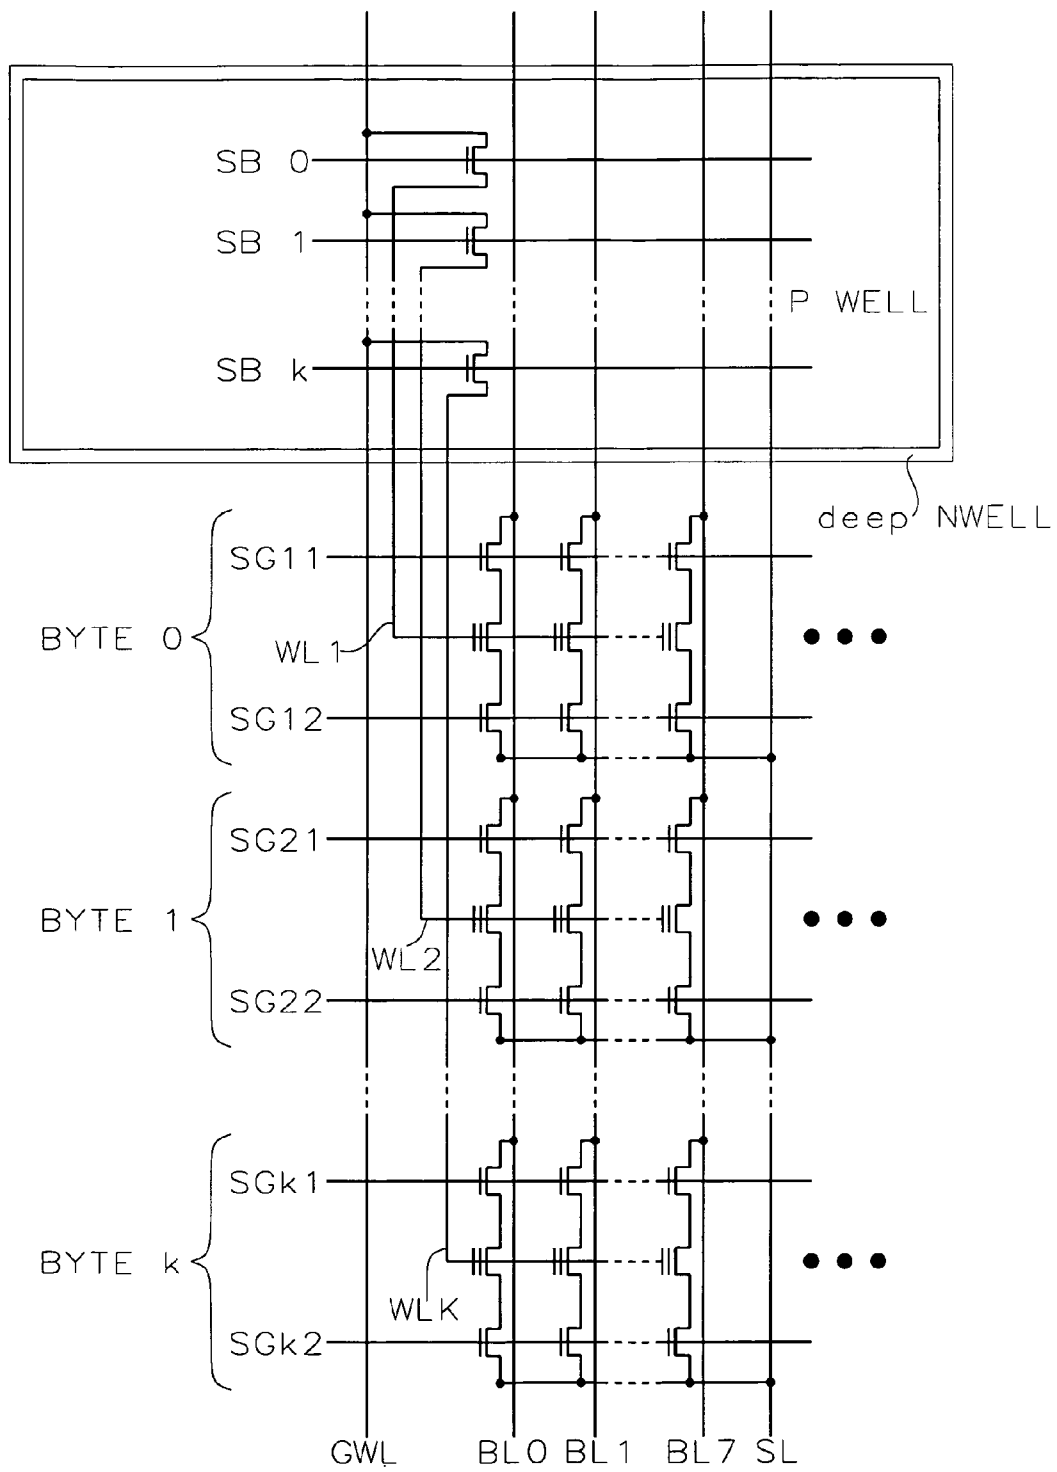 SB 0
SB 1
P WELL
SB k
deep NWELL
SG11
BYTE 0
WL1
SG12
SG21
BYTE 1
WL2
SG22
SGk1
BYTE k
WLK
SGk2
GWL BL0 BL1 BL7 SL